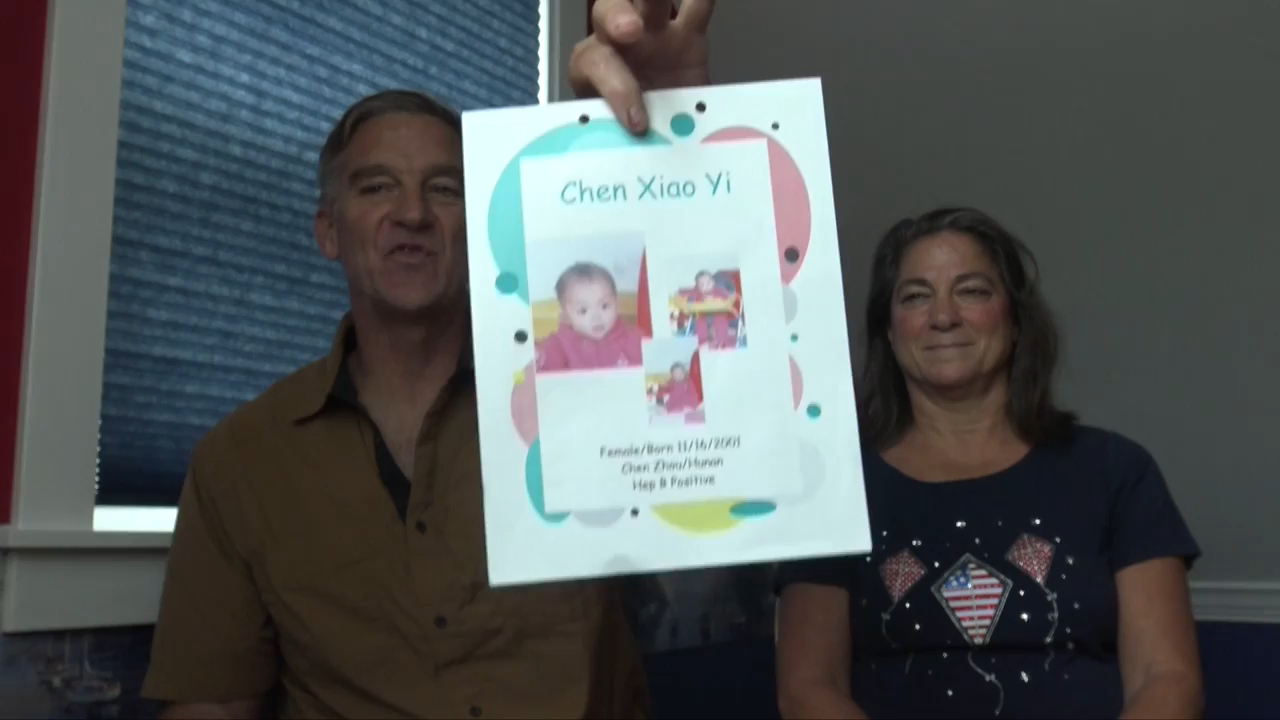 Chen Xiao Yi
Female/Born 11/16/2001
Chen Zhou/Hunan
Hep B Positive